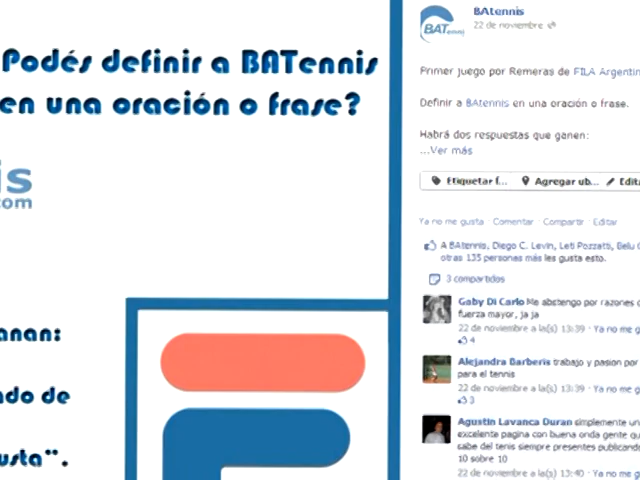 Podés definir a BATennis
en una oración o frase?
is
com
anan:
ado de
usta".
BAtennis
22 de noviembre
BATennis
Primer juego por Remeras de FILA Argentin
Definir a BAtennis en una oración o frase.
Habrá dos respuestas que ganen:
...Ver más
Etiquetar f... Agregar ub... Edita
Ya no me gusta · Comentar · Compartir · Editar
A BAtennis, Diego C. Levin, Leti Pozzatti, Belu
otras 135 personas más les gusta esto.
3 compartidos
Gaby Di Carlo Me abstengo por razones
fuerza mayor, ja ja
22 de noviembre a la(s) 13:39 · Ya no me g
4
Alejandra Barberis trabajo y pasion por
para el tennis
22 de noviembre a la(s) 13:39 · Ya no me g
3
Agustin Lavanca Duran simplemente un
excelente pagina con buena onda gente qu
sabe del tenis siempre presentes publicando
10 sobre 10
22 de noviembre a la(s) 13:40 · Ya no me g